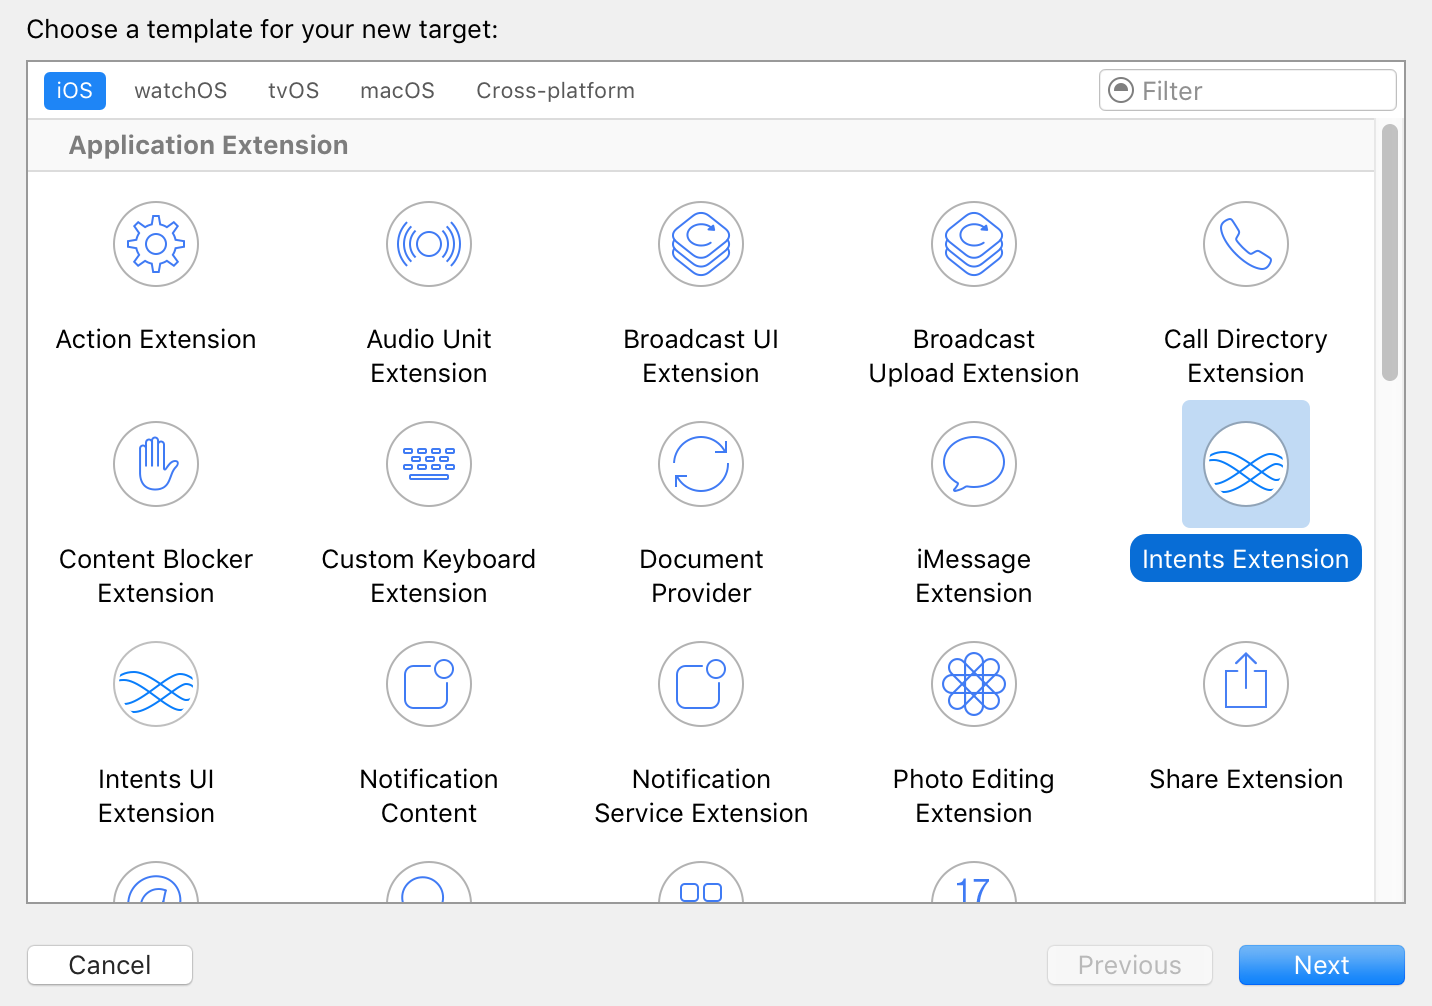 Choose a template for your new target:
iOS watchOS tvOS macOS Cross-platform Filter
Application Extension
Action Extension
Audio Unit
Extension
Broadcast UI
Extension
Broadcast
Upload Extension
Call Directory
Extension
Content Blocker
Extension
Custom Keyboard
Extension
Document
Provider
iMessage
Extension
Intents Extension
Intents UI
Extension
Notification
Content
Notification
Service Extension
Photo Editing
Extension
Share Extension
17
Cancel Previous Next